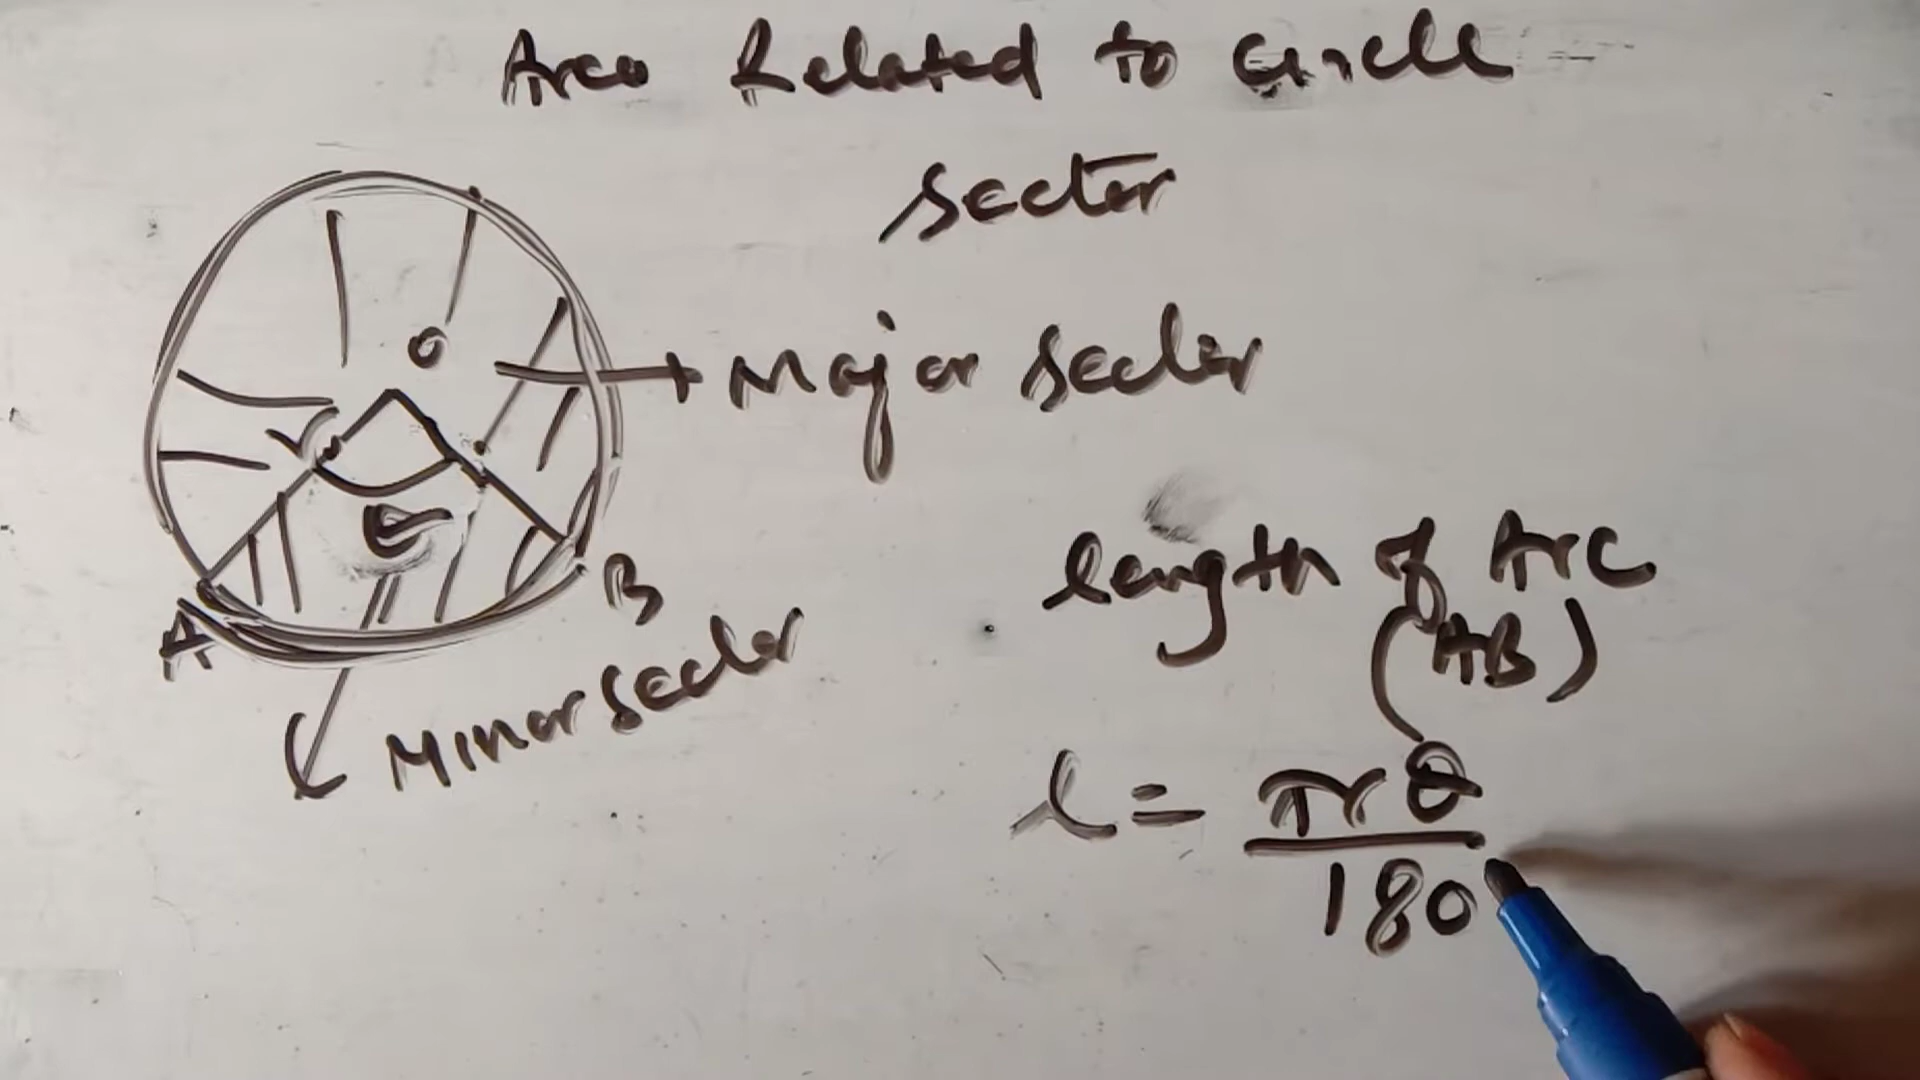 Area Related to Circle
Sector
O
Major Sector
A
B
Minor Sector
length of Arc
(AB)
l = πrθ
180